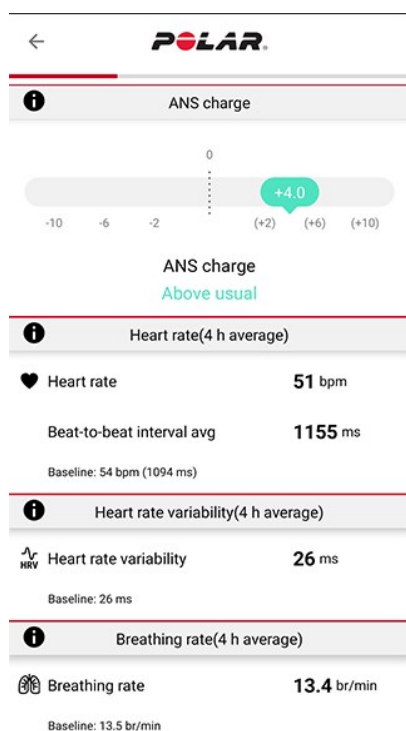 POLAR.
ANS charge
0
+4.0
-10 -6 -2 (+2) (+6) (+10)
ANS charge
Above usual
Heart rate(4 h average)
Heart rate 51 bpm
Beat-to-beat interval avg 1155 ms
Baseline: 54 bpm (1094 ms)
Heart rate variability(4 h average)
HRV Heart rate variability 26 ms
Baseline: 26 ms
Breathing rate(4 h average)
Breathing rate 13.4 br/min
Baseline: 13.5 br/min